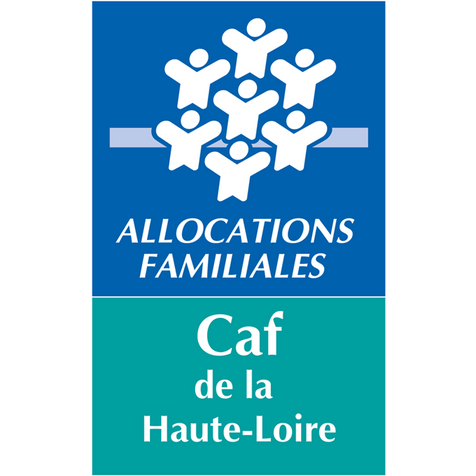 ALLOCATIONS
FAMILIALES
Caf
de la
Haute-Loire